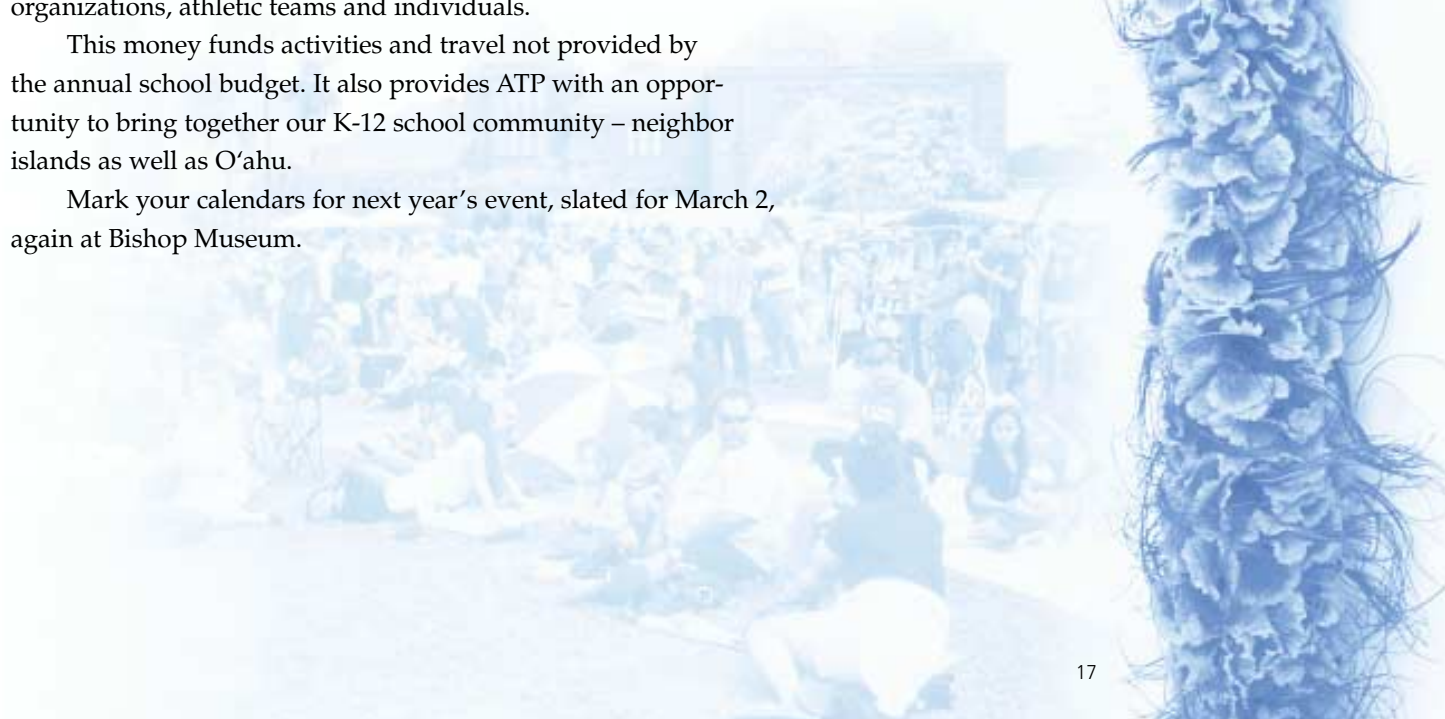 organizations, athletic teams and individuals.
This money funds activities and travel not provided by
the annual school budget. It also provides ATP with an oppor-
tunity to bring together our K-12 school community – neighbor
islands as well as O‘ahu.
Mark your calendars for next year’s event, slated for March 2,
again at Bishop Museum.
17